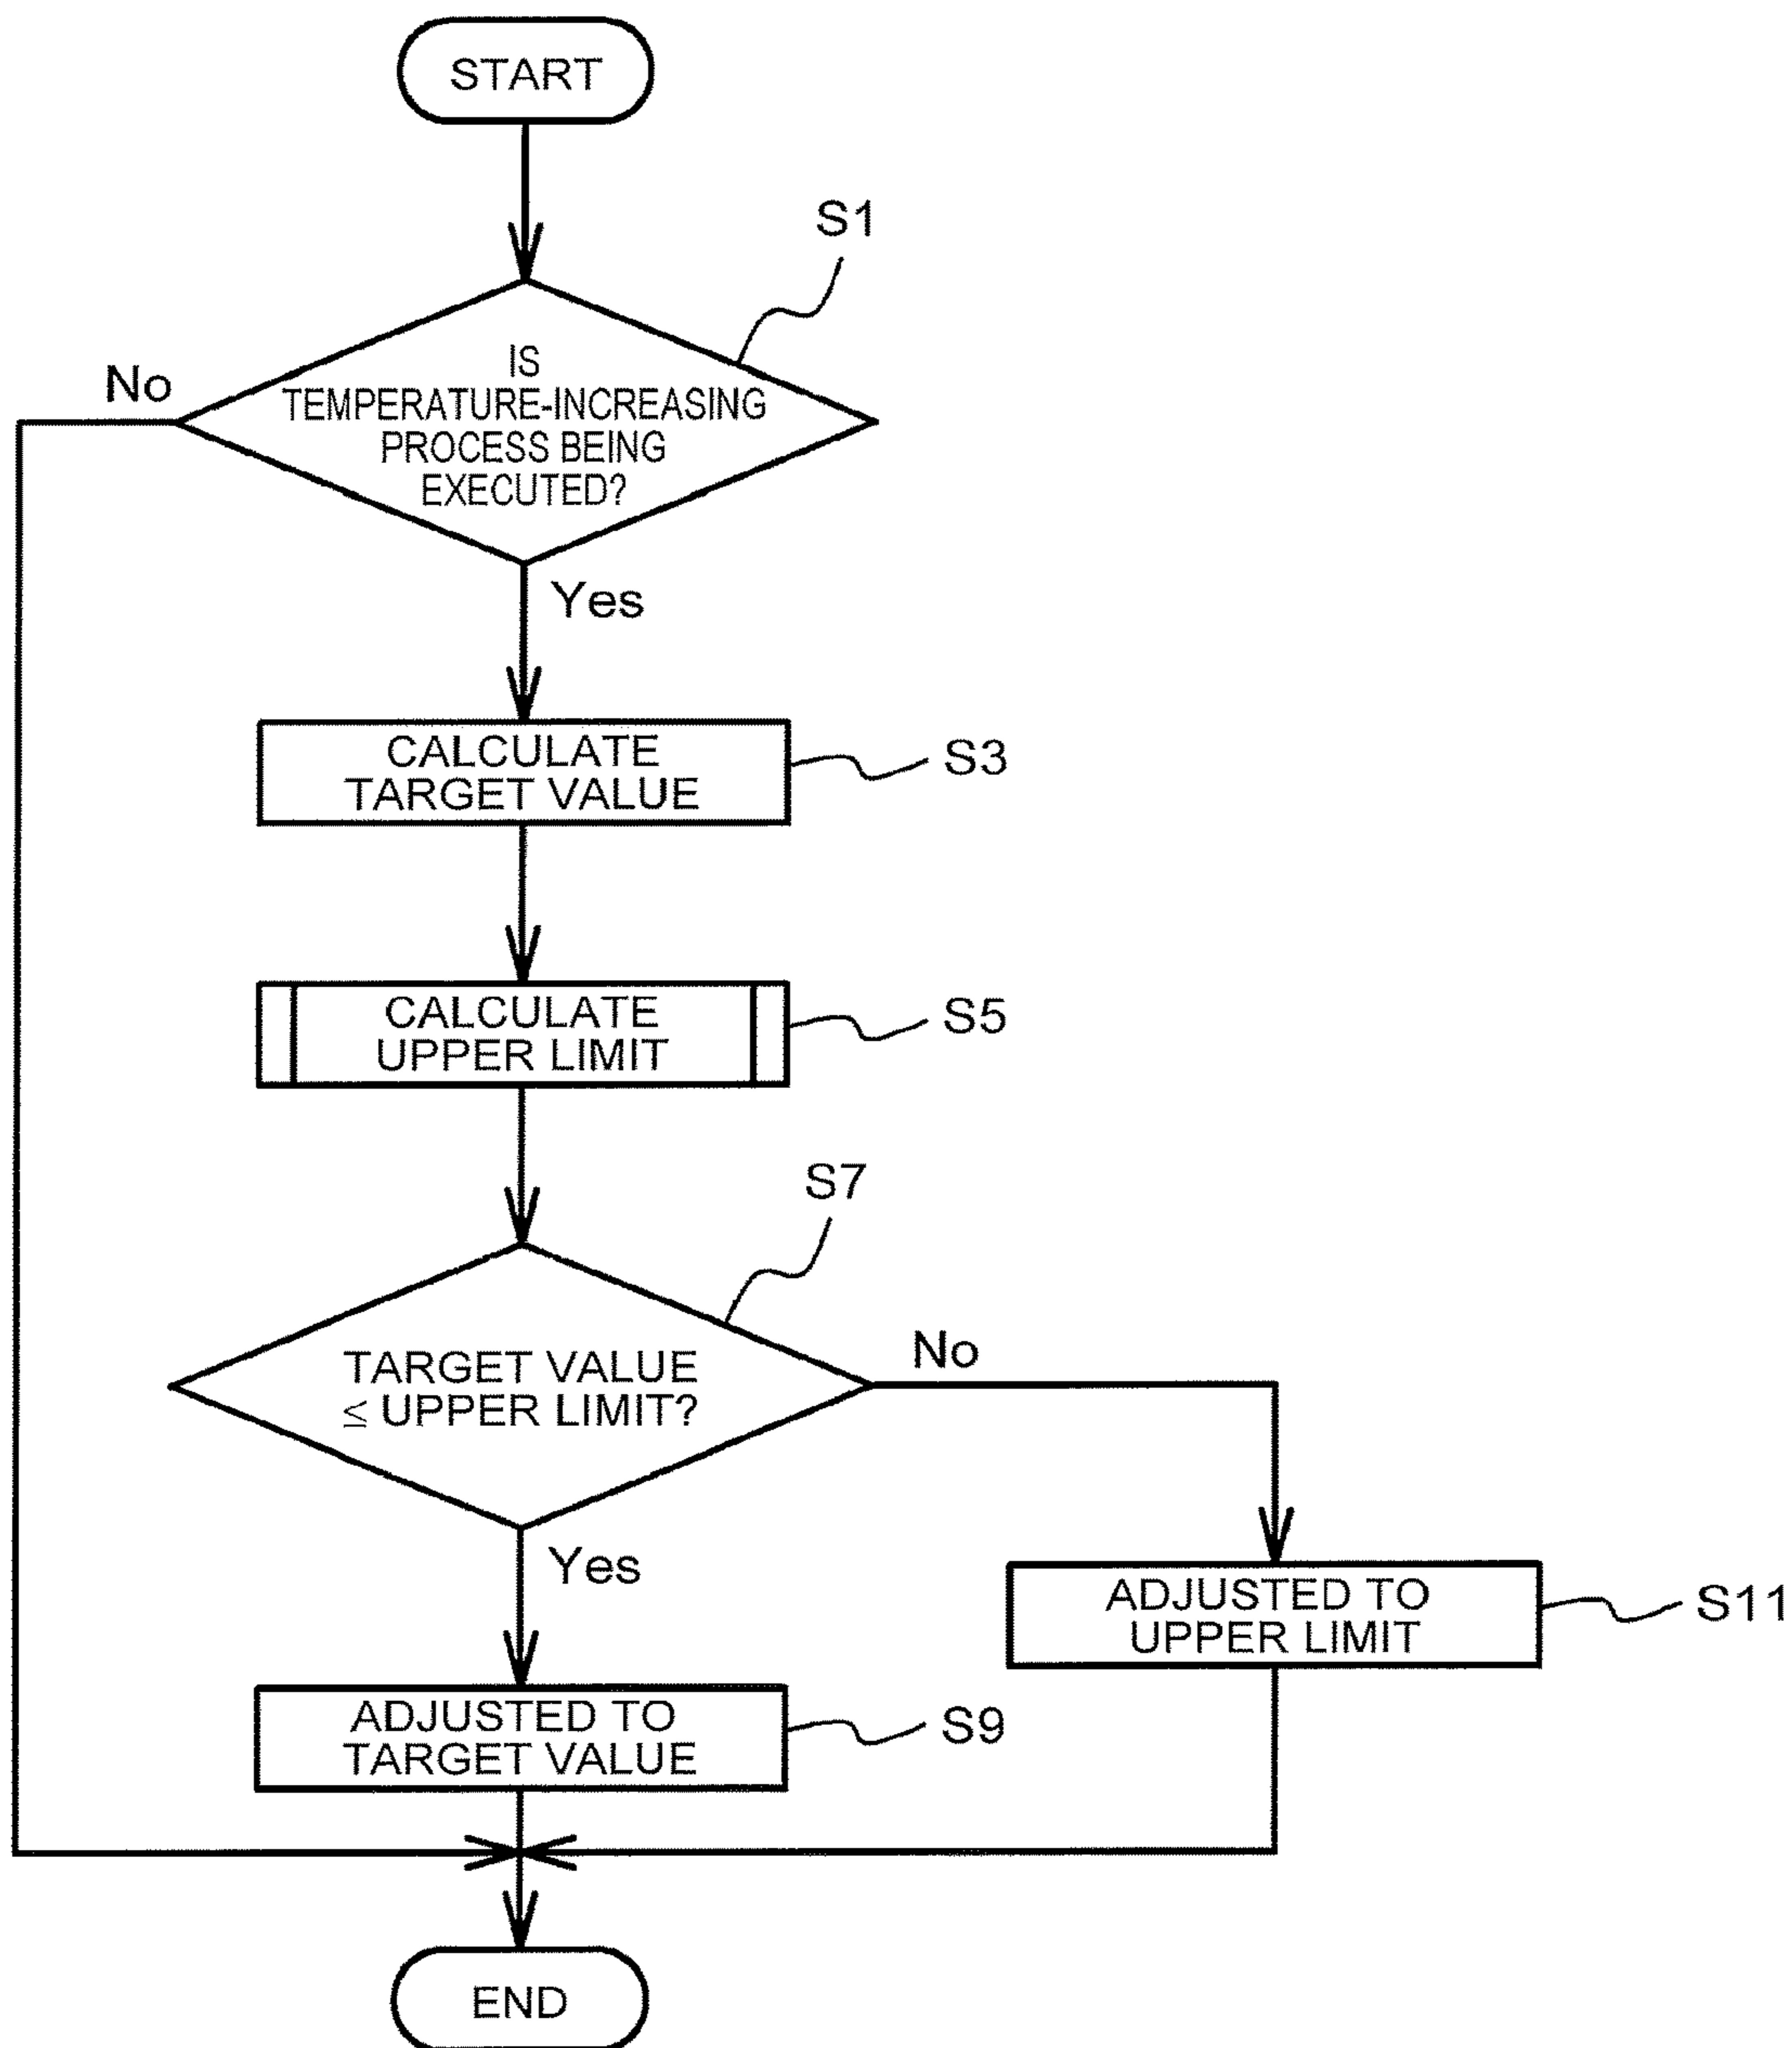 START
S1
IS
No
TEMPERATURE-INCREASING
PROCESS BEING
EXECUTED?
Yes
CALCULATE
TARGET VALUE
S3
CALCULATE
UPPER LIMIT
S5
S7
TARGET VALUE
≤ UPPER LIMIT?
No
Yes
ADJUSTED TO
UPPER LIMIT
S11
ADJUSTED TO
TARGET VALUE
S9
END